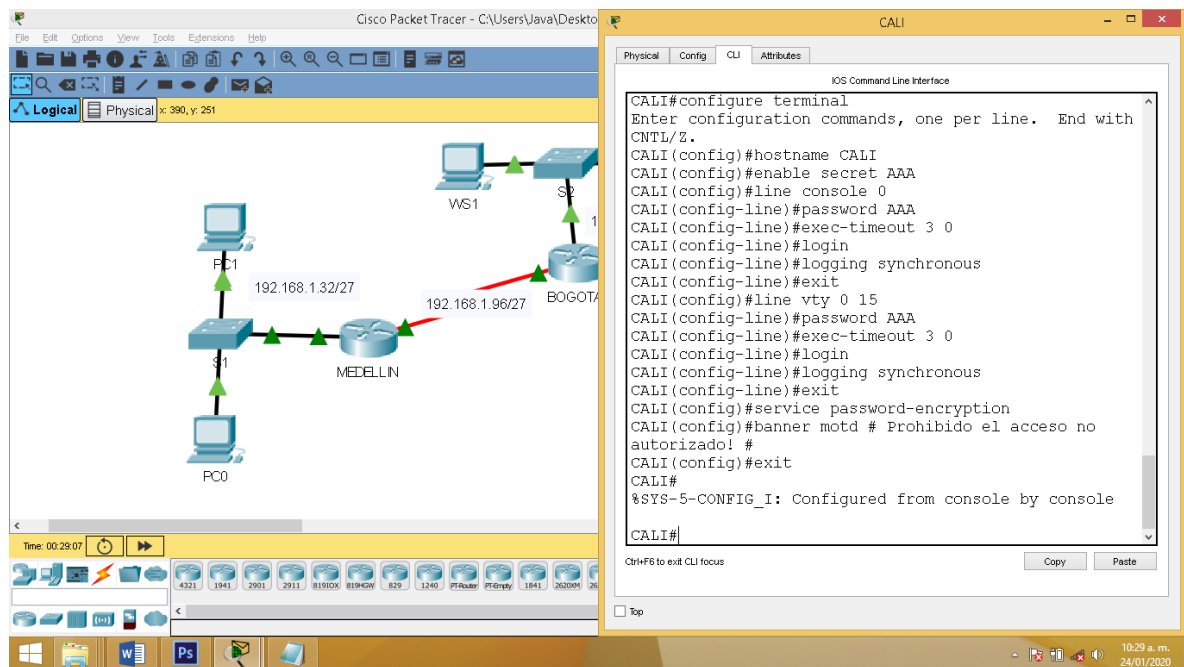 Cisco Packet Tracer - C:\Users\Java\Deskto
File Edit Options View Tools Extensions Help
Logical
Physical
x: 390, y: 251
WS1
S2
1
PC1
192.168.1.32/27
192.168.1.96/27
BOGOTA
S1
MEDELLIN
PC0
Time: 00:29:07
4321
1941
2901
2911
819IOX
819HGW
829
1240
PT-Router
PT-Empty
1841
2620XM
26
CALI
Physical
Config
CLI
Attributes
IOS Command Line Interface
CALI#configure terminal
Enter configuration commands, one per line.  End with
CNTL/Z.
CALI(config)#hostname CALI
CALI(config)#enable secret AAA
CALI(config)#line console 0
CALI(config-line)#password AAA
CALI(config-line)#exec-timeout 3 0
CALI(config-line)#login
CALI(config-line)#logging synchronous
CALI(config-line)#exit
CALI(config)#line vty 0 15
CALI(config-line)#password AAA
CALI(config-line)#exec-timeout 3 0
CALI(config-line)#login
CALI(config-line)#logging synchronous
CALI(config-line)#exit
CALI(config)#service password-encryption
CALI(config)#banner motd # Prohibido el acceso no
autorizado! #
CALI(config)#exit
CALI#
%SYS-5-CONFIG_I: Configured from console by console
CALI#
Ctrl+F6 to exit CLI focus
Copy
Paste
Top
Ps
10:29 a. m.
24/01/2020